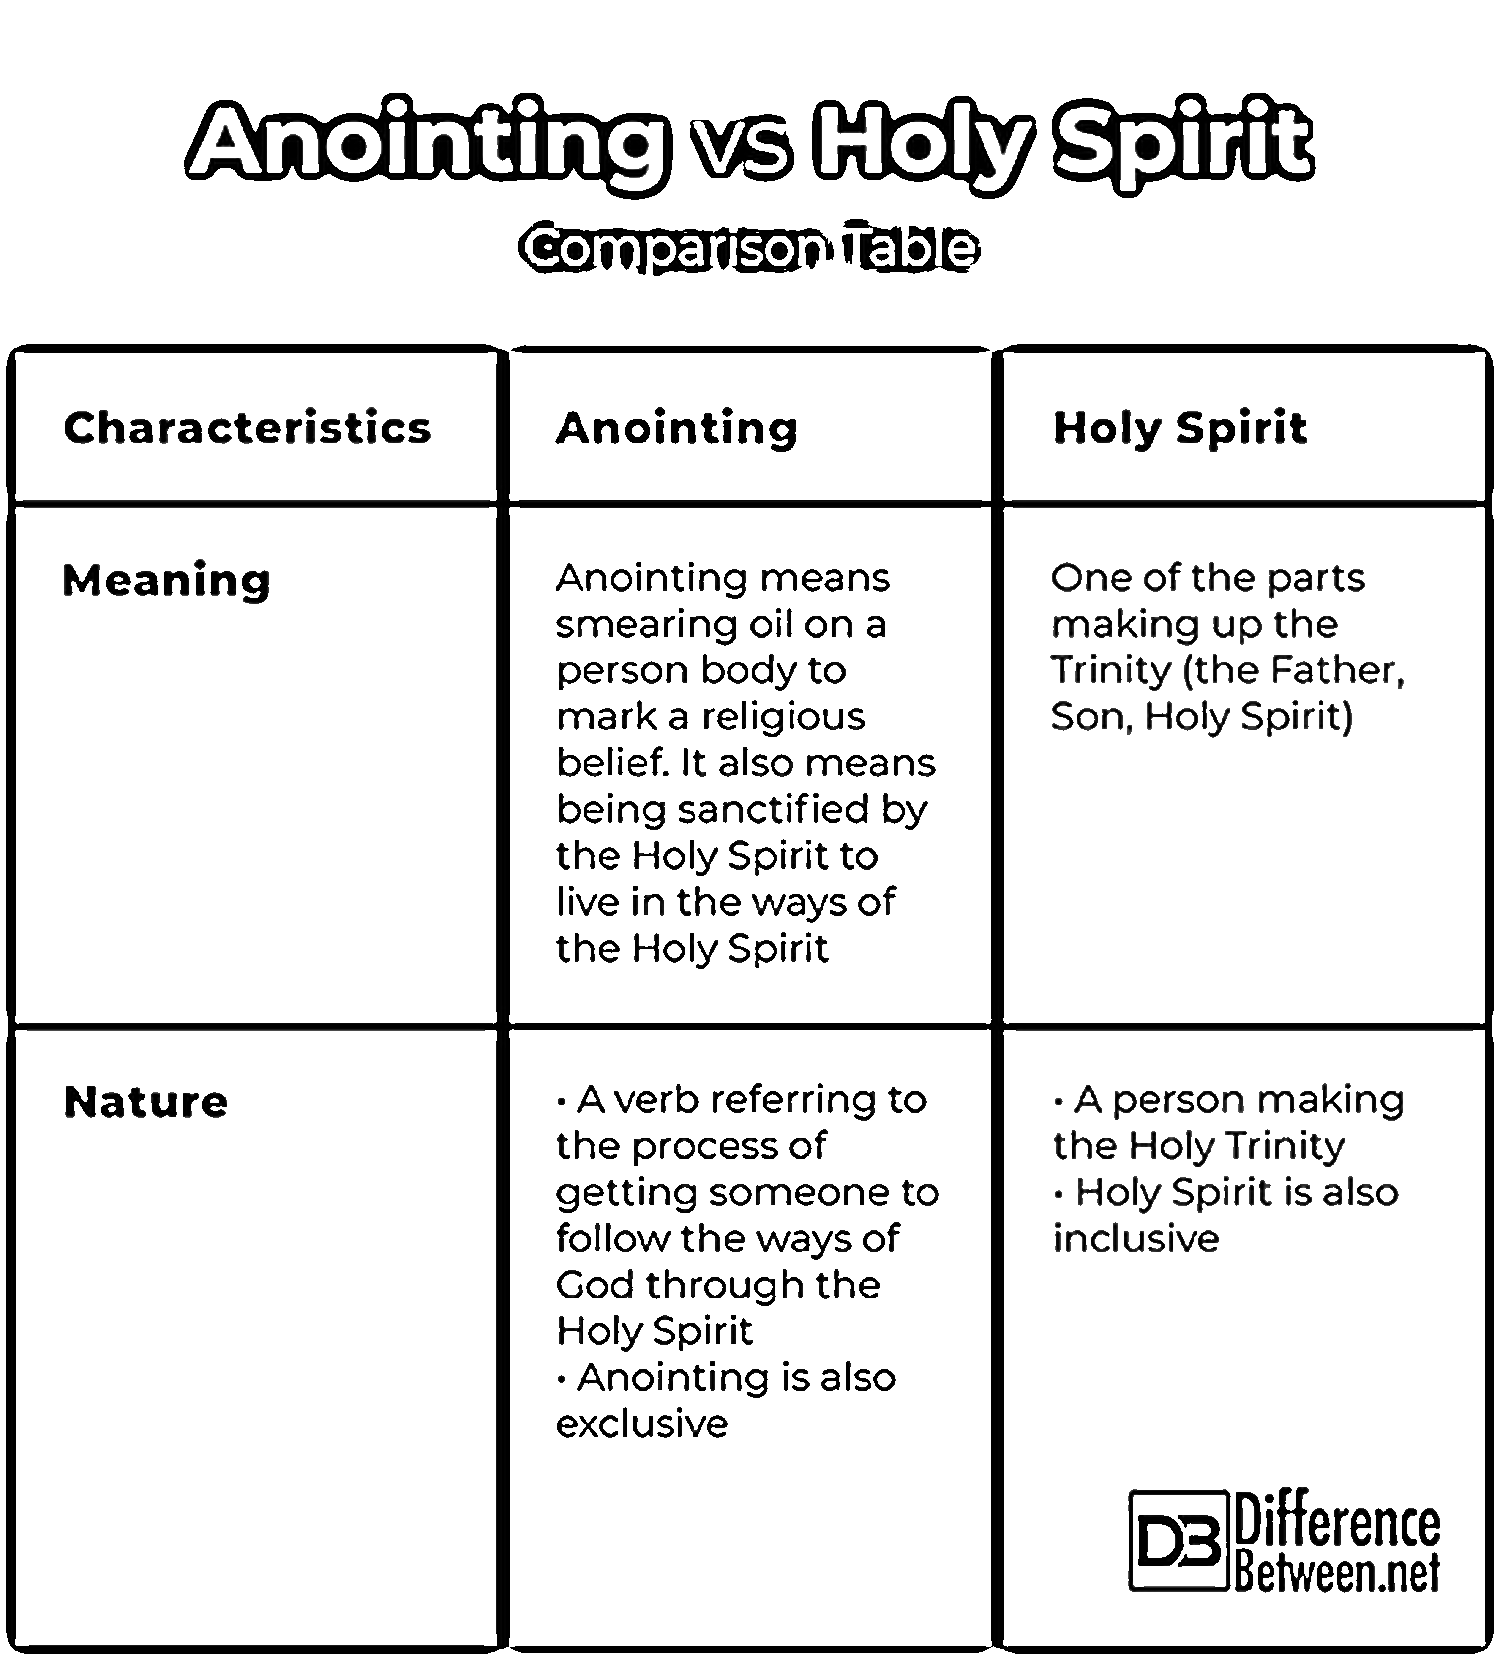 Anointing vs Holy Spirit
Comparison Table
Characteristics
Anointing
Holy Spirit
Meaning
Anointing means
smearing oil on a
person body to
mark a religious
belief. It also means
being sanctified by
the Holy Spirit to
live in the ways of
the Holy Spirit
One of the parts
making up the
Trinity (the Father,
Son, Holy Spirit)
Nature
• A verb referring to
the process of
getting someone to
follow the ways of
God through the
Holy Spirit
• Anointing is also
exclusive
• A person making
the Holy Trinity
• Holy Spirit is also
inclusive
DB
Difference
Between.net